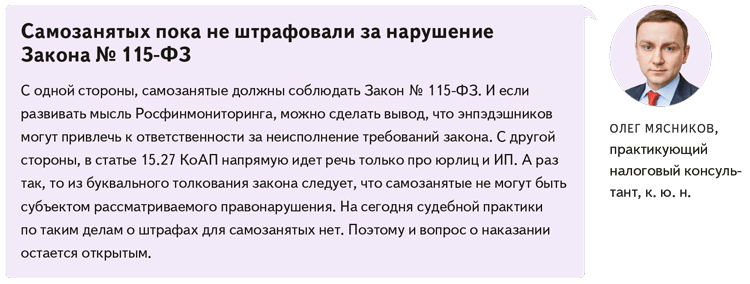 Самозанятых пока не штрафовали за нарушение
Закона № 115-ФЗ
С одной стороны, самозанятые должны соблюдать Закон № 115-ФЗ. И если
развивать мысль Росфинмониторинга, можно сделать вывод, что энпэдэшников
могут привлечь к ответственности за неисполнение требований закона. С другой
стороны, в статье 15.27 КоАП напрямую идет речь только про юрлиц и ИП. А раз
так, то из буквального толкования закона следует, что самозанятые не могут быть
субъектом рассматриваемого правонарушения. На сегодня судебной практики
по таким делам о штрафах для самозанятых нет. Поэтому и вопрос о наказании
остается открытым.
ОЛЕГ МЯСНИКОВ,
практикующий
налоговый консуль-
тант, к. ю. н.